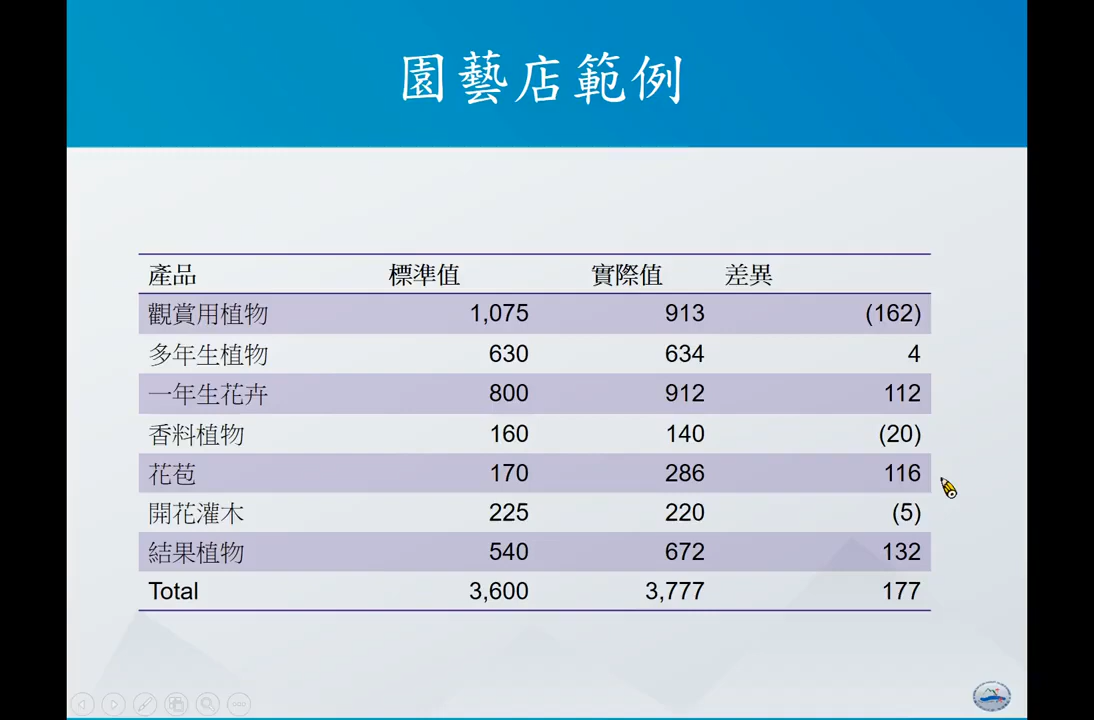 園藝店範例
產品 標準值 實際值 差異
觀賞用植物 1,075 913 (162)
多年生植物 630 634 4
一年生花卉 800 912 112
香料植物 160 140 (20)
花苞 170 286 116
開花灌木 225 220 (5)
結果植物 540 672 132
Total 3,600 3,777 177